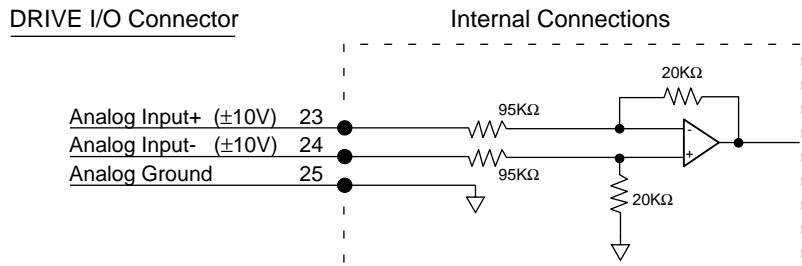 DRIVE I/O Connector
Internal Connections
20KΩ
Analog Input+ (±10V) 23
95KΩ
-
Analog Input- (±10V) 24
+
95KΩ
Analog Ground 25
20KΩ